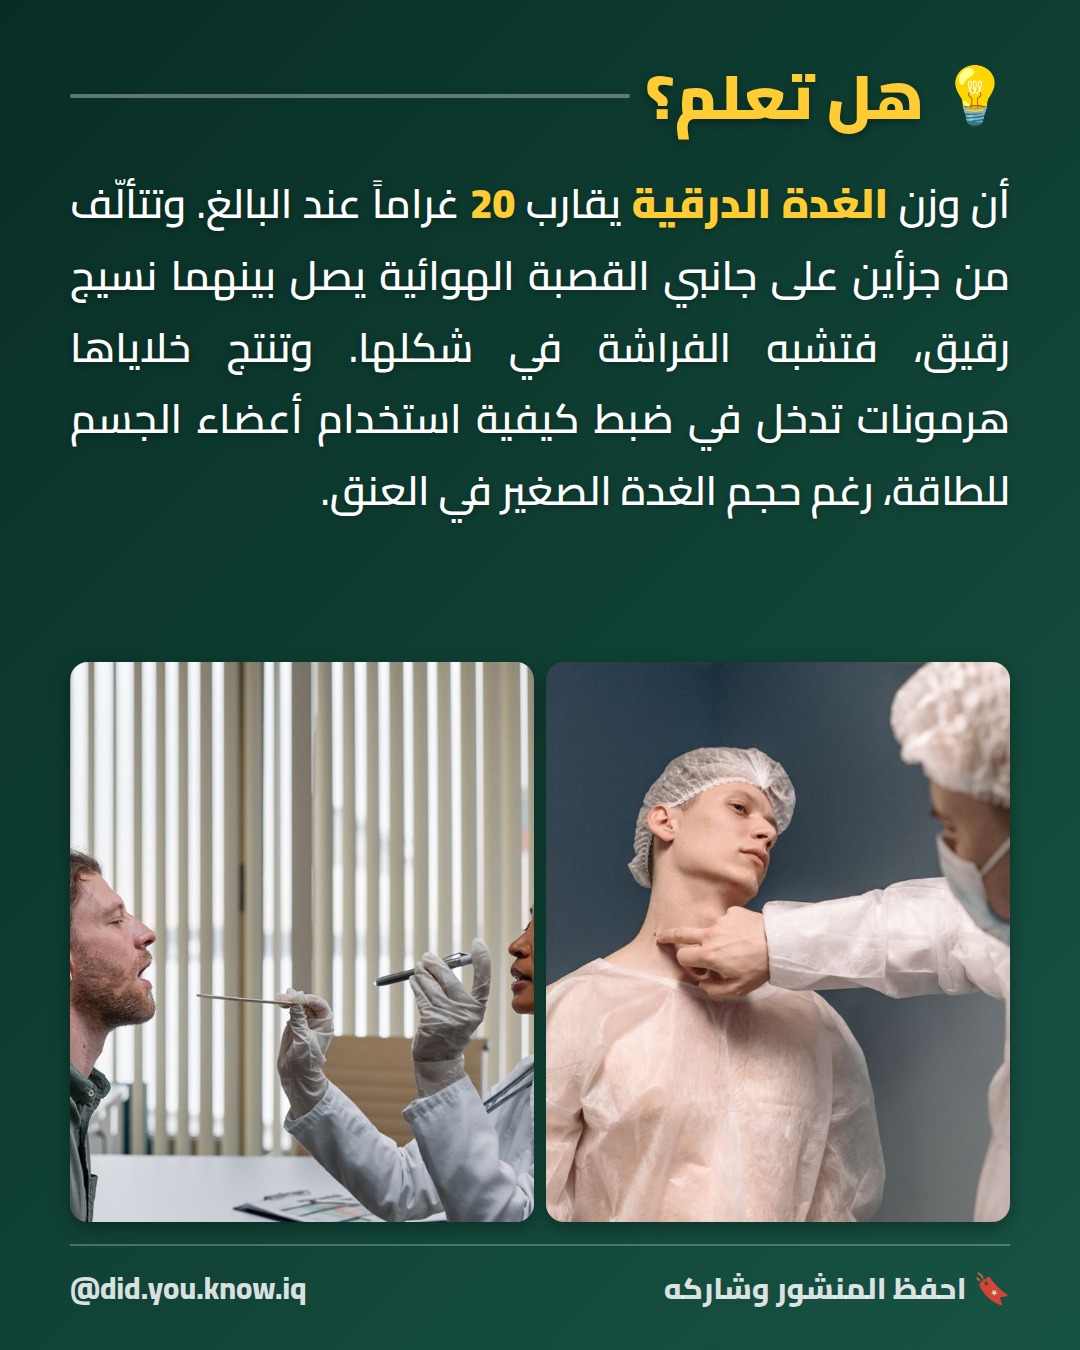 هل تعلم؟
أن وزن الغدة الدرقية يقارب 20 غراماً عند البالغ. وتتألّف
من جزأين على جانبي القصبة الهوائية يصل بينهما نسيج
رقيق، فتشبه الفراشة في شكلها. وتنتج خلاياها
هرمونات تدخل في ضبط كيفية استخدام أعضاء الجسم
للطاقة، رغم حجم الغدة الصغير في العنق.
احفظ المنشور وشاركه
@did.you.know.iq